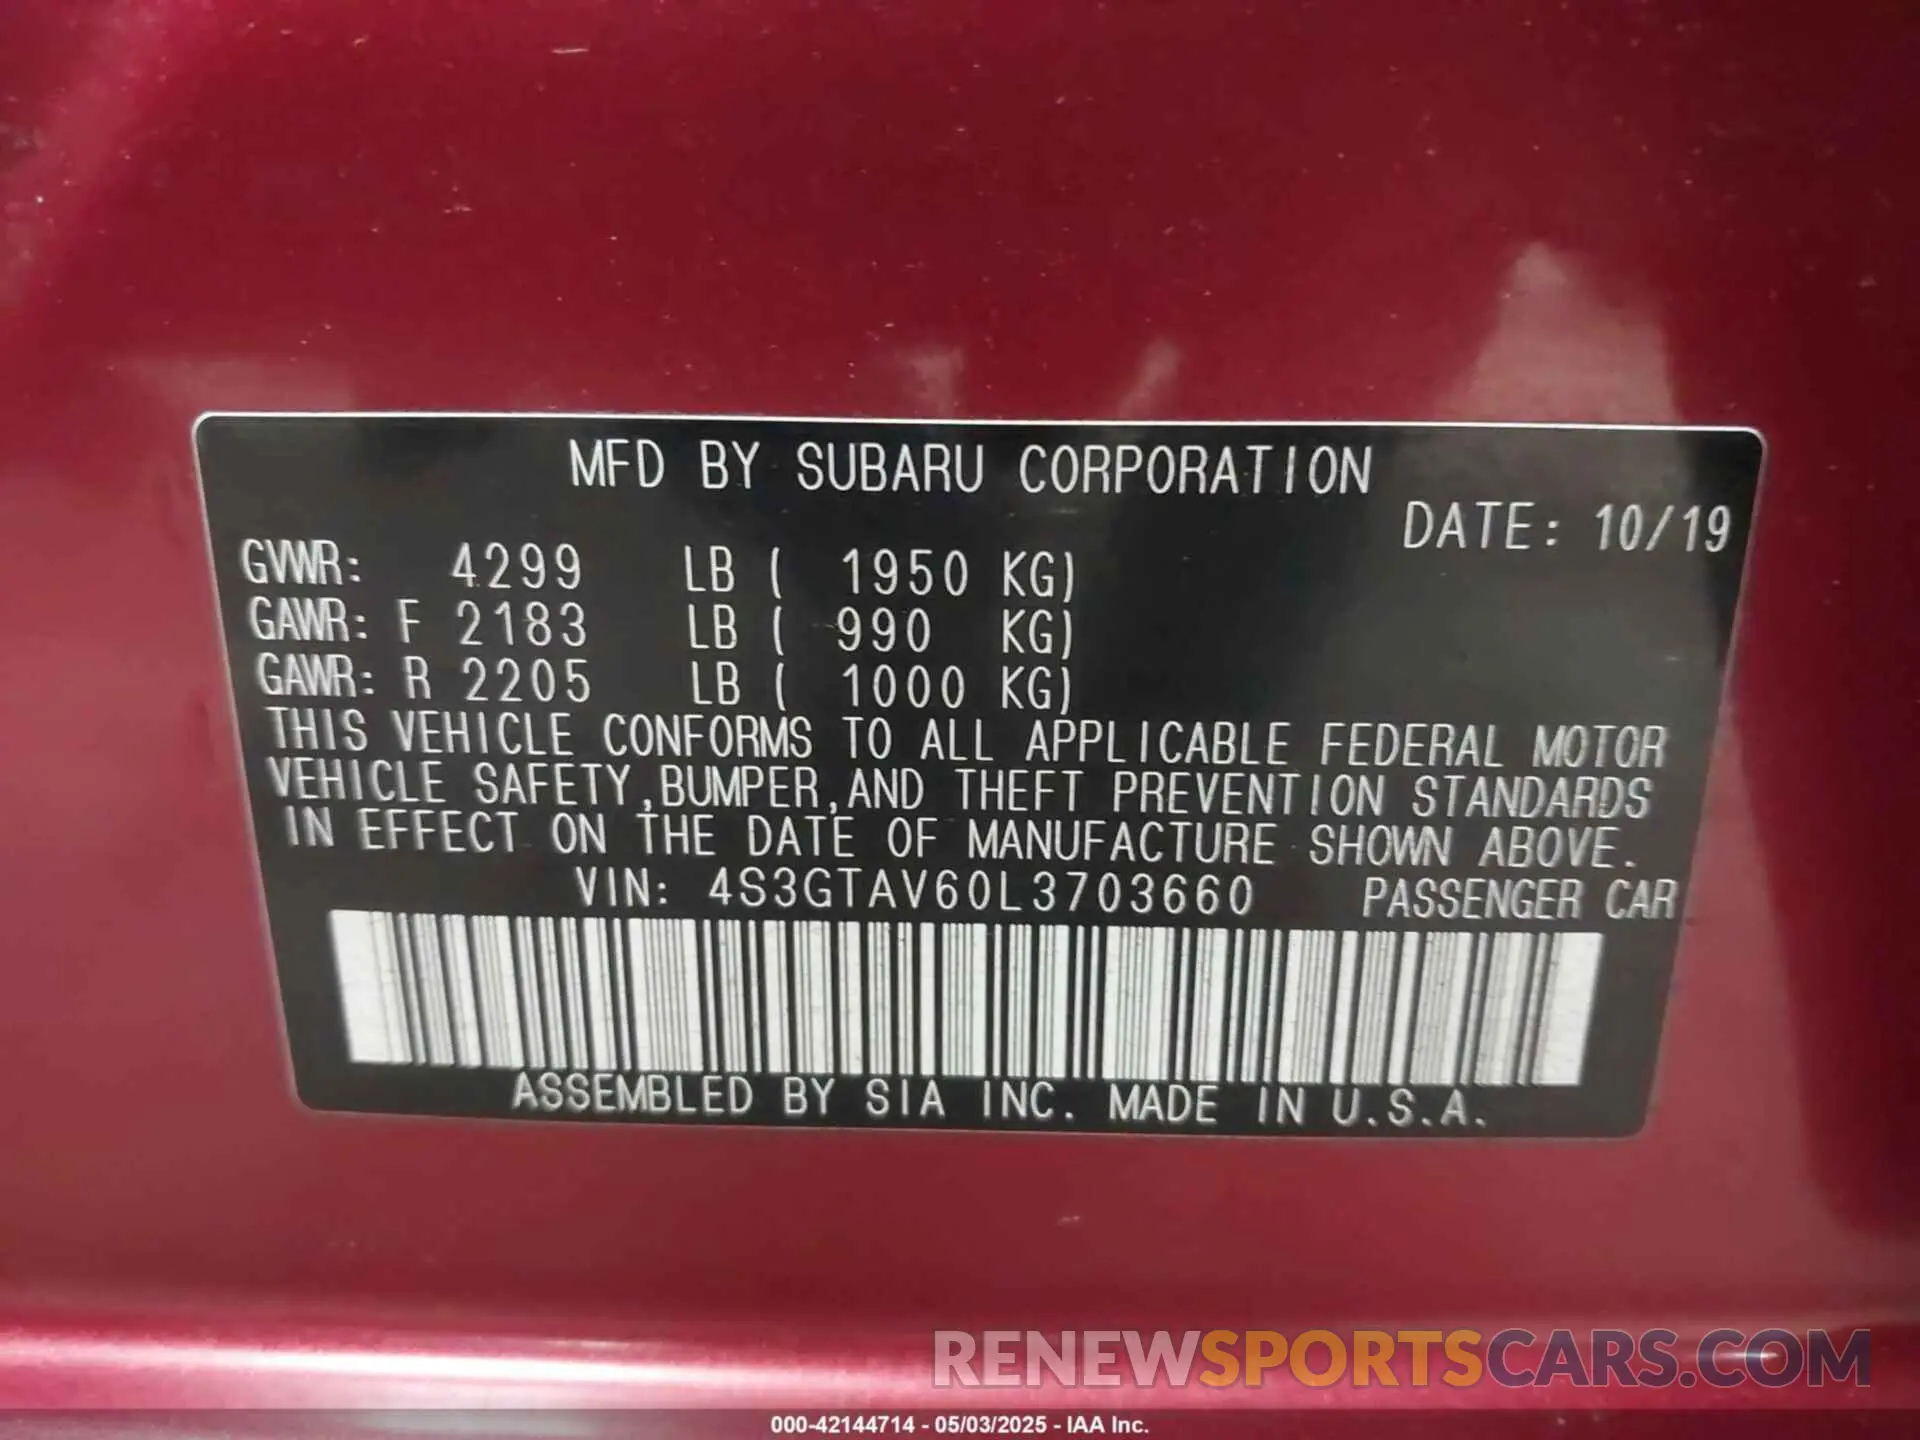 MFD BY SUBARU CORPORATION
DATE: 10/19
GVWR: 4299 LB ( 1950 KG)
GAWR: F 2183 LB ( 990 KG)
GAWR: R 2205 LB ( 1000 KG)
THIS VEHICLE CONFORMS TO ALL APPLICABLE FEDERAL MOTOR
VEHICLE SAFETY,BUMPER,AND THEFT PREVENTION STANDARDS
IN EFFECT ON THE DATE OF MANUFACTURE SHOWN ABOVE.
VIN: 4S3GTAV60L3703660 PASSENGER CAR
ASSEMBLED BY SIA INC. MADE IN U.S.A.
RENEWSPORTSCARS.COM
000-42144714 - 05/03/2025 - IAA Inc.